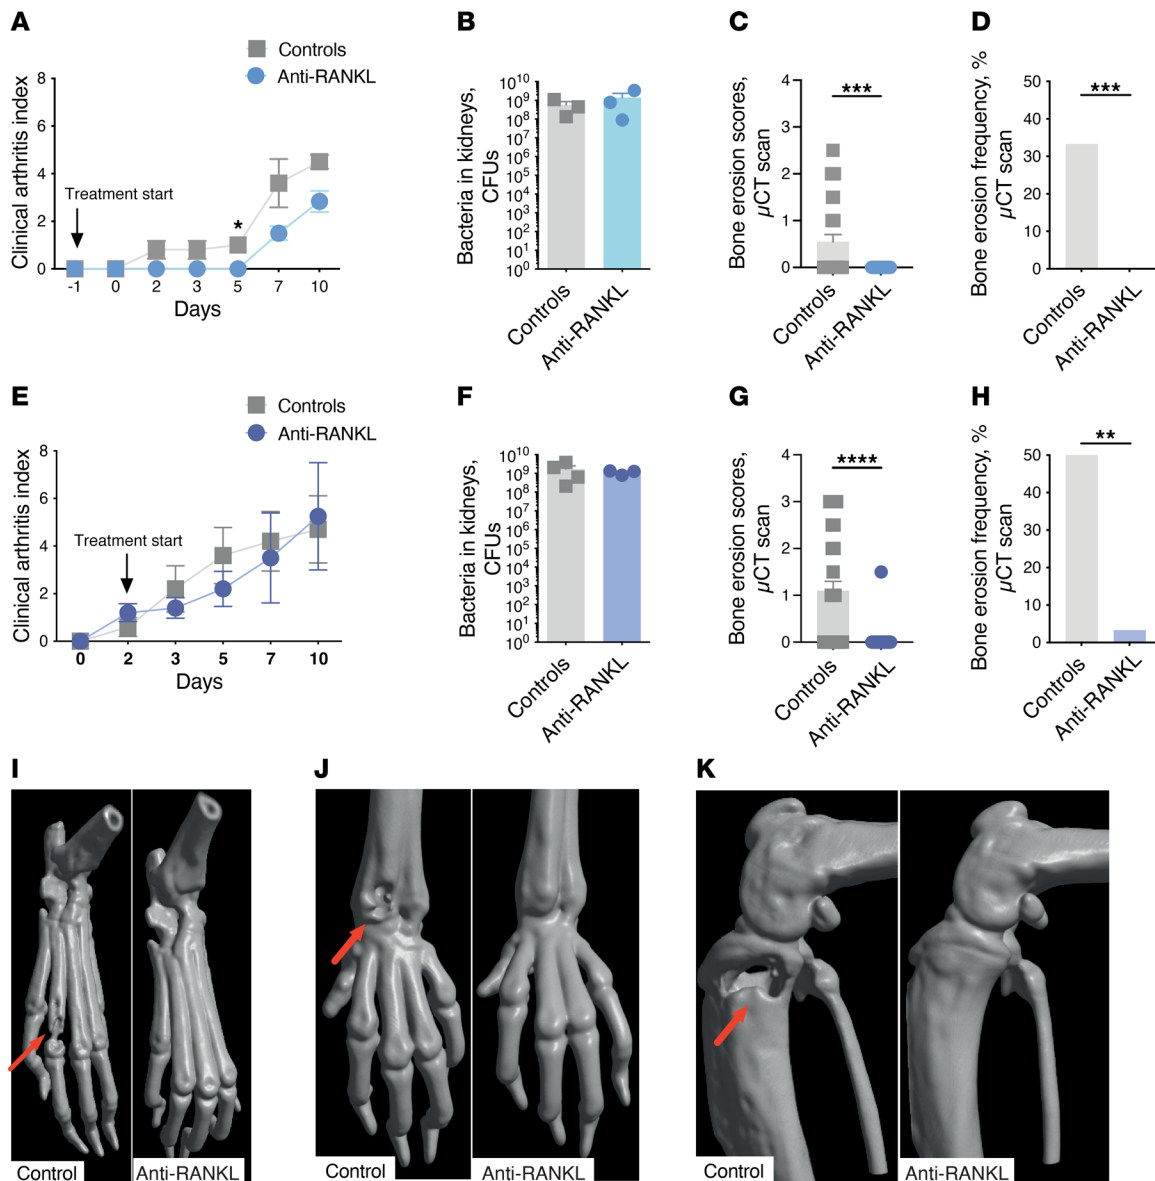 A
Controls
Anti-RANKL
Clinical arthritis index
8
6
4
2
0
Treatment start
*
-1 0 2 3 5 7 10
Days
B
Bacteria in kidneys,
CFUs
10^10
10^9
10^8
10^7
10^6
10^5
10^4
10^3
10^2
10^1
10^0
Controls
Anti-RANKL
C
Bone erosion scores,
µCT scan
4
3
2
1
0
***
Controls
Anti-RANKL
D
Bone erosion frequency, %
µCT scan
50
40
30
20
10
0
***
Controls
Anti-RANKL
E
Controls
Anti-RANKL
Clinical arthritis index
8
6
4
2
0
Treatment start
0 2 3 5 7 10
Days
F
Bacteria in kidneys,
CFUs
10^10
10^9
10^8
10^7
10^6
10^5
10^4
10^3
10^2
10^1
10^0
Controls
Anti-RANKL
G
Bone erosion scores,
µCT scan
4
3
2
1
0
****
Controls
Anti-RANKL
H
Bone erosion frequency, %
µCT scan
50
40
30
20
10
0
**
Controls
Anti-RANKL
I
Control
Anti-RANKL
J
Control
Anti-RANKL
K
Control
Anti-RANKL